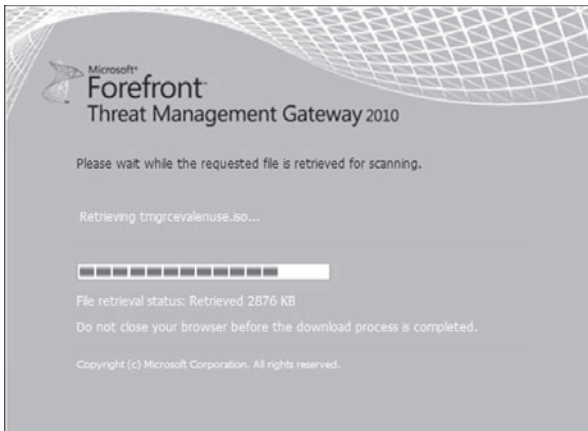 Microsoft®
Forefront™
Threat Management Gateway 2010
Please wait while the requested file is retrieved for scanning.
Retrieving tmgrcevalenuse.iso...
File retrieval status: Retrieved 2876 KB
Do not close your browser before the download process is completed.
Copyright (c) Microsoft Corporation. All rights reserved.